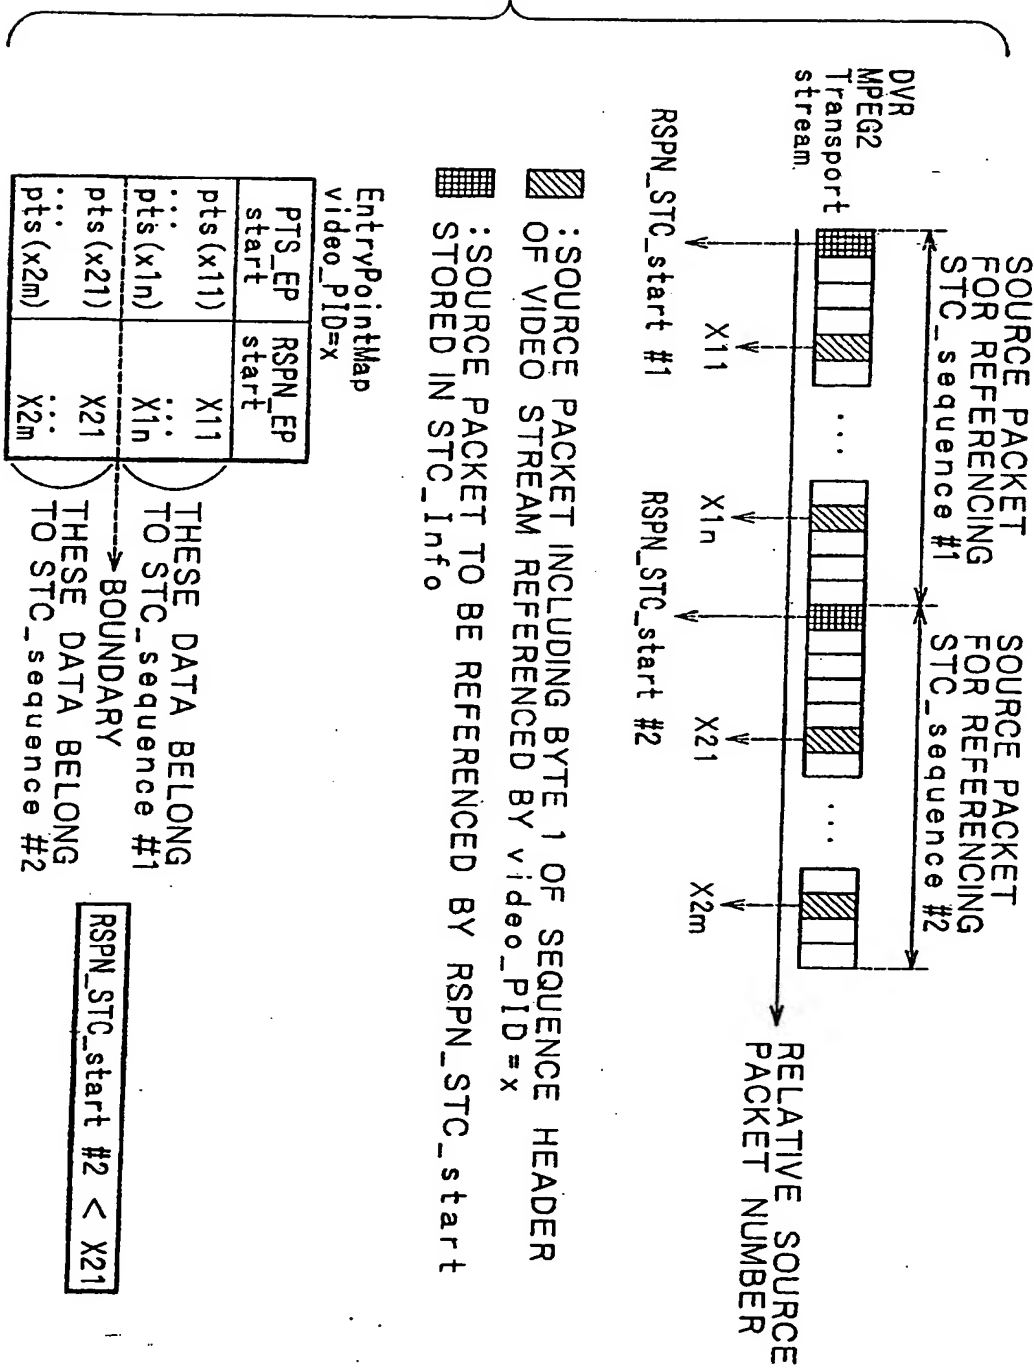 SOURCE PACKET
FOR REFERENCING
STC_sequence #1
SOURCE PACKET
FOR REFERENCING
STC_sequence #2
DVR
MPEG2
Transport
stream
...
...
RELATIVE SOURCE
PACKET NUMBER
X11
X1n
X21
X2m
RSPN_STC_start #1
RSPN_STC_start #2
:SOURCE PACKET INCLUDING BYTE 1 OF SEQUENCE HEADER
OF VIDEO STREAM REFERENCED BY video_PID=x
:SOURCE PACKET TO BE REFERENCED BY RSPN_STC_start
STORED IN STC_Info
EntryPointMap
video_PID=x
PTS_EP start RSPN_EP start
pts(x11) X11
... ...
pts(x1n) X1n
pts(x21) X21
... ...
pts(x2m) X2m
THESE DATA BELONG
TO STC_sequence #1
BOUNDARY
THESE DATA BELONG
TO STC_sequence #2
RSPN_STC_start #2 < X21